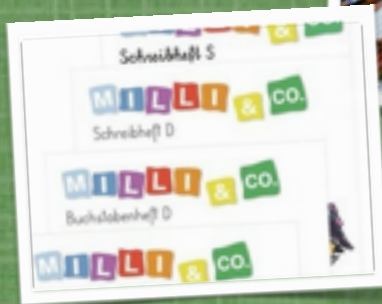 Schreibheft S
MILLI & CO.
Schreibheft D
MILLI & CO.
Buchstabenheft D
MILLI & CO.